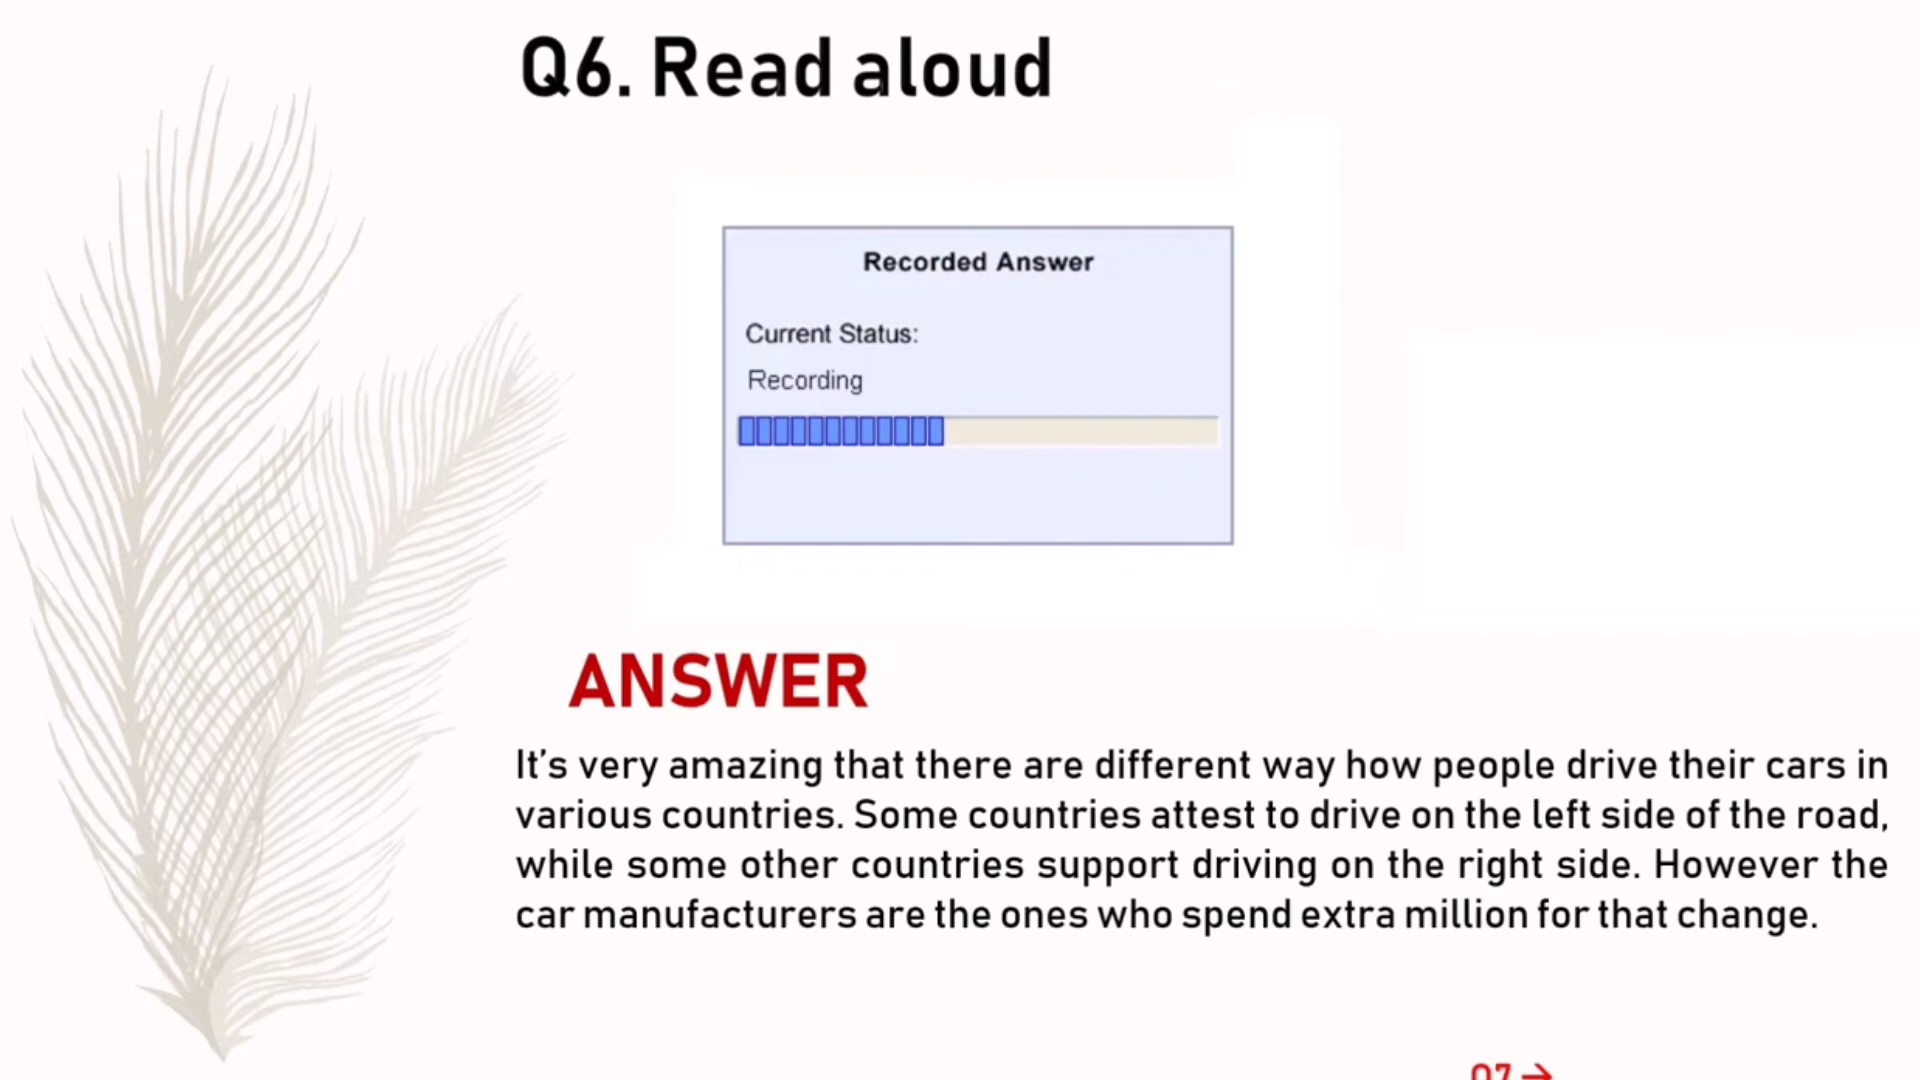 Q6. Read aloud
Recorded Answer
Current Status:
Recording
ANSWER
It's very amazing that there are different way how people drive their cars in
various countries. Some countries attest to drive on the left side of the road,
while some other countries support driving on the right side. However the
car manufacturers are the ones who spend extra million for that change.
Q7→